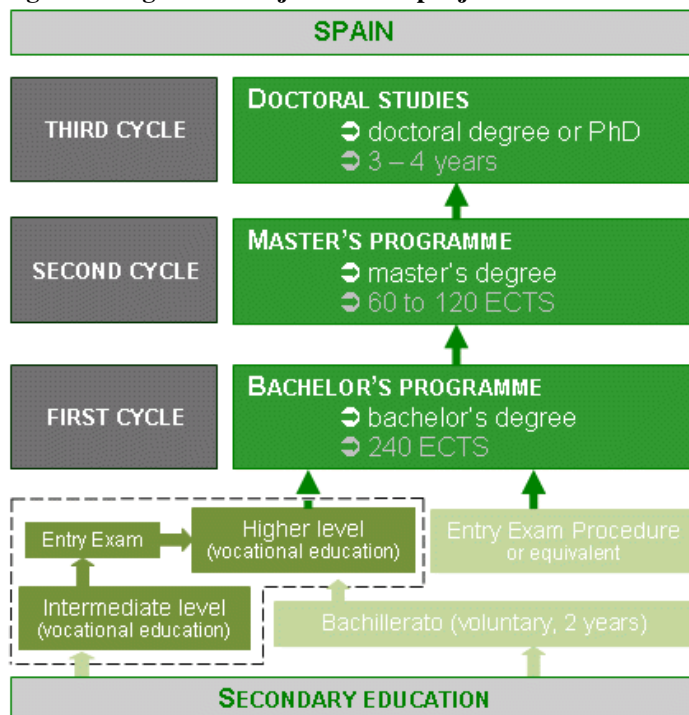 SPAIN
THIRD CYCLE
DOCTORAL STUDIES
➲ doctoral degree or PhD
➲ 3 – 4 years
SECOND CYCLE
MASTER'S PROGRAMME
➲ master's degree
➲ 60 to 120 ECTS
FIRST CYCLE
BACHELOR'S PROGRAMME
➲ bachelor's degree
➲ 240 ECTS
Entry Exam
Higher level
(vocational education)
Entry Exam Procedure
or equivalent
Intermediate level
(vocational education)
Bachillerato (voluntary, 2 years)
SECONDARY EDUCATION